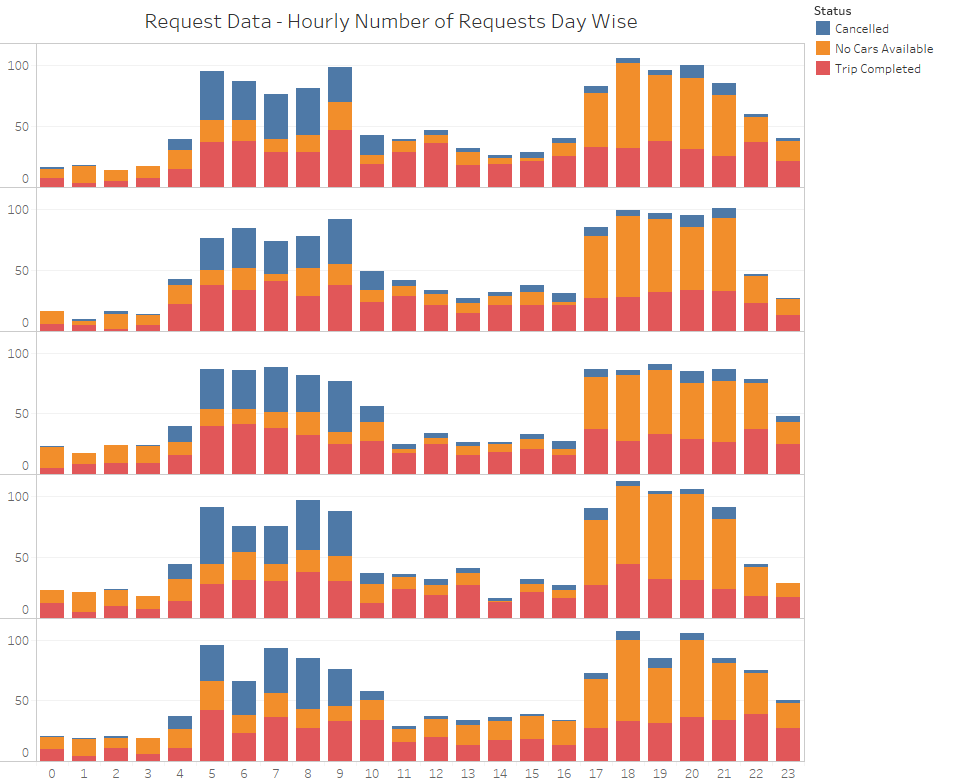 Request Data - Hourly Number of Requests Day Wise
Status
Cancelled
No Cars Available
Trip Completed
100
50
0
100
50
0
100
50
0
100
50
0
100
50
0
0 1 2 3 4 5 6 7 8 9 10 11 12 13 14 15 16 17 18 19 20 21 22 23